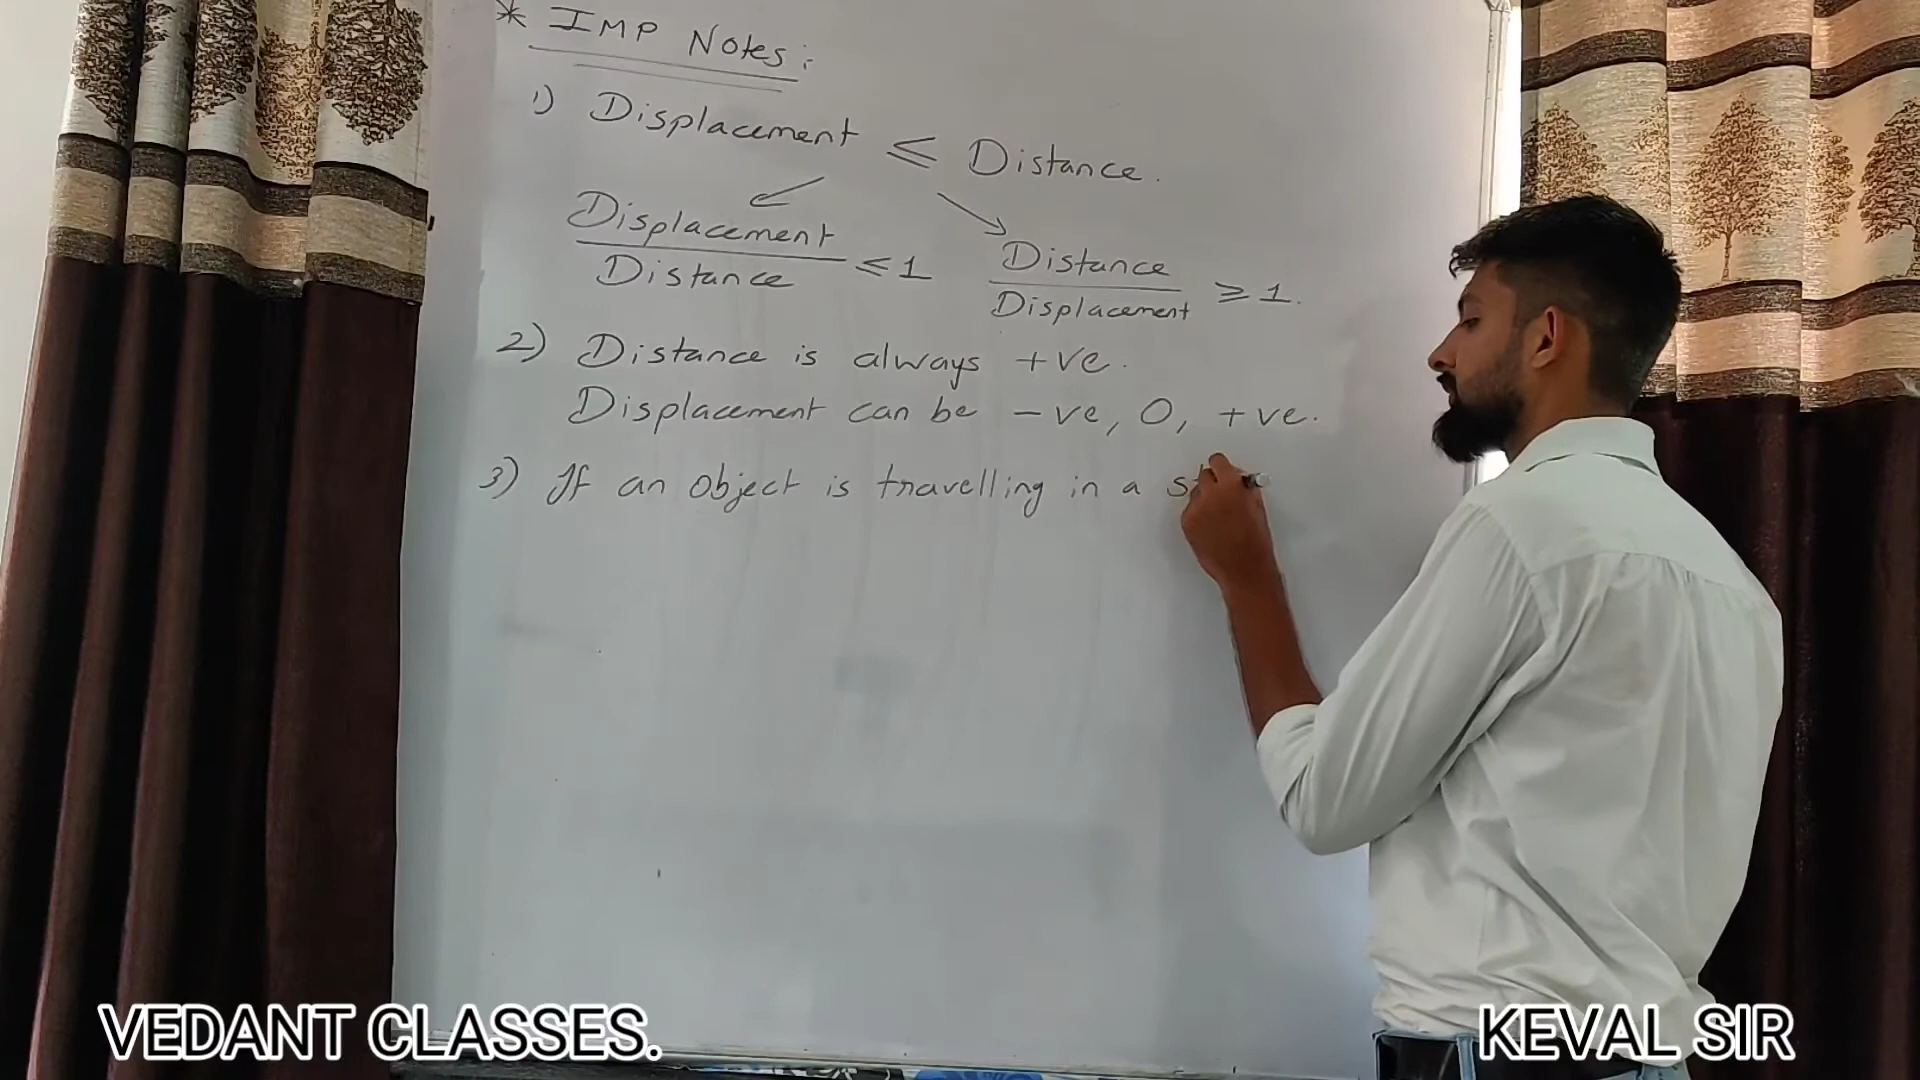 * IMP Notes:
1) Displacement ≤ Distance.
Displacement / Distance ≤ 1
Distance / Displacement ≥ 1.
2) Distance is always +ve.
Displacement can be -ve, 0, +ve.
3) If an object is travelling in a
VEDANT CLASSES.
KEVAL SIR